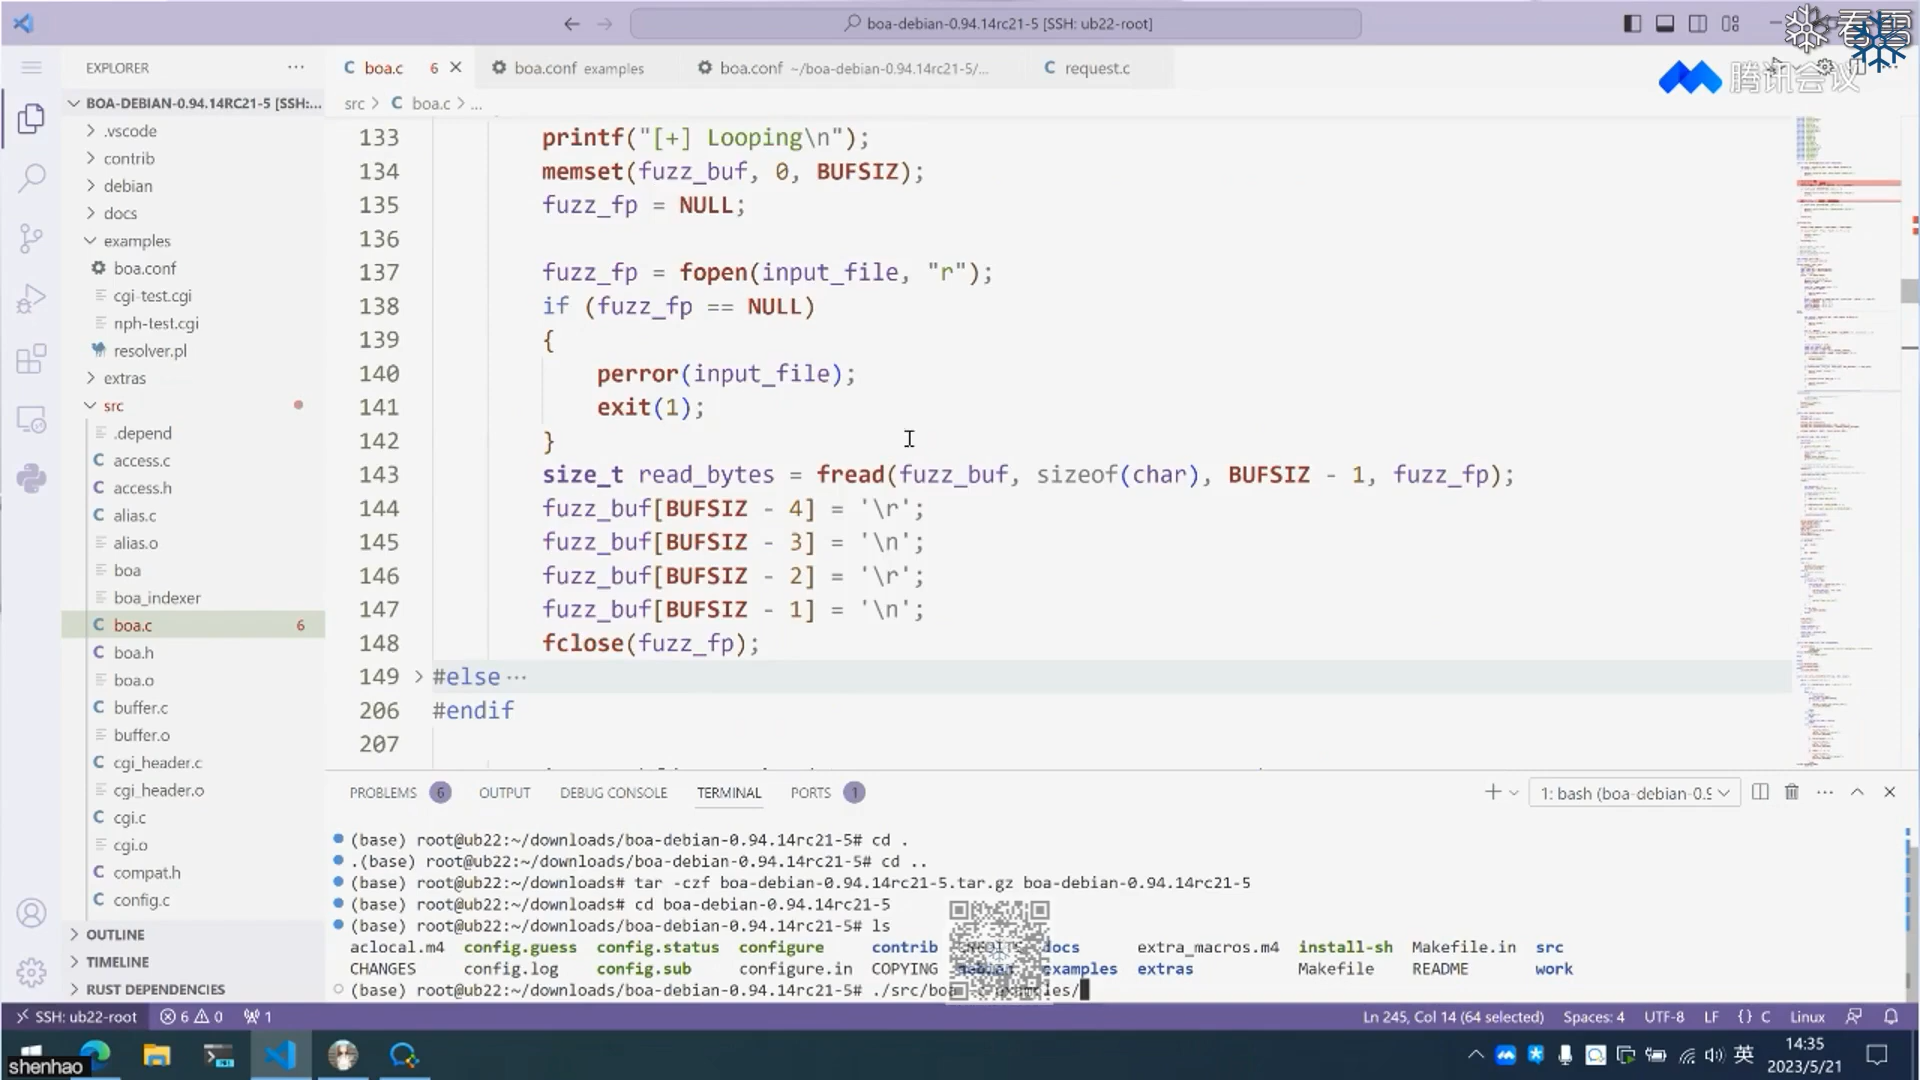 boa-debian-0.94.14rc21-5 [SSH: ub22-root]
看雪
腾讯会议
EXPLORER
BOA-DEBIAN-0.94.14RC21-5 [SSH:...
.vscode
contrib
debian
docs
examples
boa.conf
cgi-test.cgi
nph-test.cgi
resolver.pl
extras
src
.depend
access.c
access.h
alias.c
alias.o
boa
boa_indexer
boa.c 6
boa.h
boa.o
buffer.c
buffer.o
cgi_header.c
cgi_header.o
cgi.c
cgi.o
compat.h
config.c
OUTLINE
TIMELINE
RUST DEPENDENCIES
boa.c 6
boa.conf examples
boa.conf ~/boa-debian-0.94.14rc21-5/...
request.c
src > C boa.c > ...
133 printf("[+] Looping\n");
134 memset(fuzz_buf, 0, BUFSIZ);
135 fuzz_fp = NULL;
136
137 fuzz_fp = fopen(input_file, "r");
138 if (fuzz_fp == NULL)
139 {
140 perror(input_file);
141 exit(1);
142 }
143 size_t read_bytes = fread(fuzz_buf, sizeof(char), BUFSIZ - 1, fuzz_fp);
144 fuzz_buf[BUFSIZ - 4] = '\r';
145 fuzz_buf[BUFSIZ - 3] = '\n';
146 fuzz_buf[BUFSIZ - 2] = '\r';
147 fuzz_buf[BUFSIZ - 1] = '\n';
148 fclose(fuzz_fp);
149 #else ...
206 #endif
207
PROBLEMS 6 OUTPUT DEBUG CONSOLE TERMINAL PORTS 1
1: bash (boa-debian-0.9
(base) root@ub22:~/downloads/boa-debian-0.94.14rc21-5# cd .
.(base) root@ub22:~/downloads/boa-debian-0.94.14rc21-5# cd ..
(base) root@ub22:~/downloads# tar -czf boa-debian-0.94.14rc21-5.tar.gz boa-debian-0.94.14rc21-5
(base) root@ub22:~/downloads# cd boa-debian-0.94.14rc21-5
(base) root@ub22:~/downloads/boa-debian-0.94.14rc21-5# ls
aclocal.m4 config.guess config.status configure contrib docs extra_macros.m4 install-sh Makefile.in src
CHANGES config.log config.sub configure.in COPYING examples extras Makefile README work
(base) root@ub22:~/downloads/boa-debian-0.94.14rc21-5# ./src/boa
SSH: ub22-root 6 0 1
Ln 245, Col 14 (64 selected) Spaces: 4 UTF-8 LF {} C Linux
shenhao
英
14:35
2023/5/21